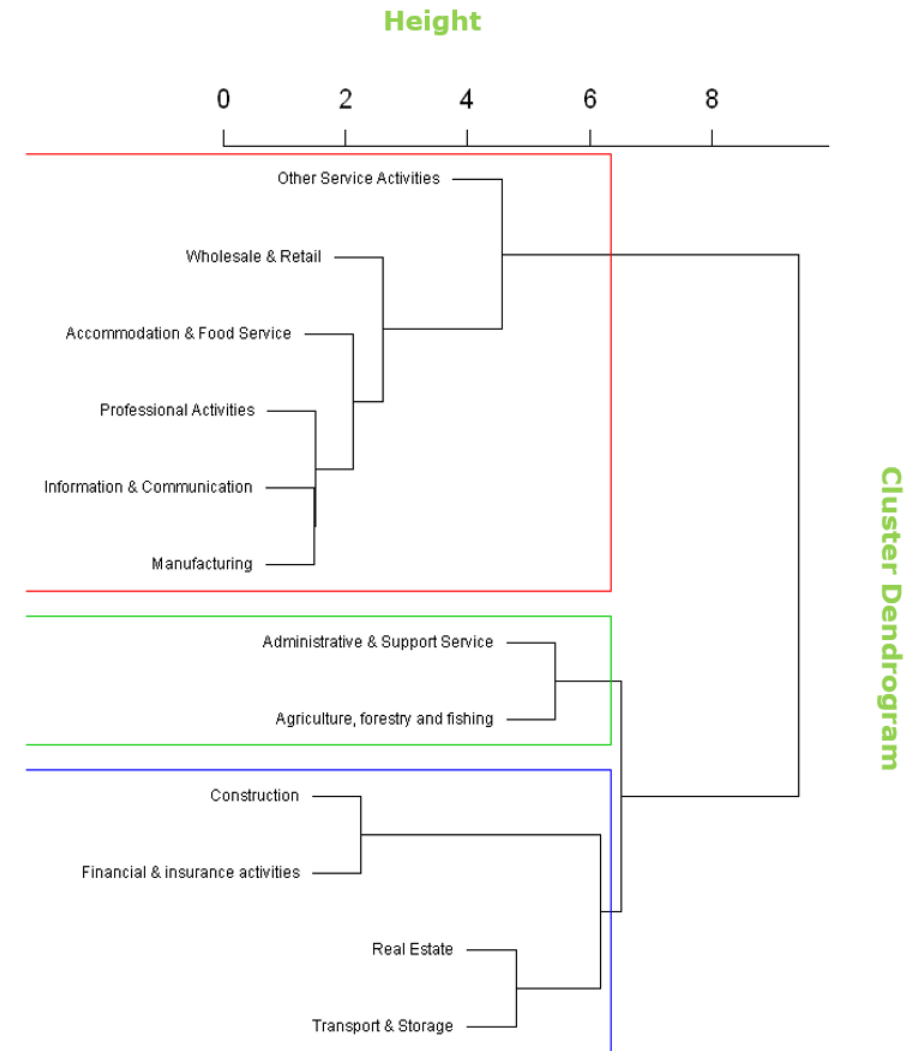 Height
0 2 4 6 8
Other Service Activities
Wholesale & Retail
Accommodation & Food Service
Professional Activities
Information & Communication
Manufacturing
Administrative & Support Service
Agriculture, forestry and fishing
Construction
Financial & insurance activities
Real Estate
Transport & Storage
Cluster Dendrogram